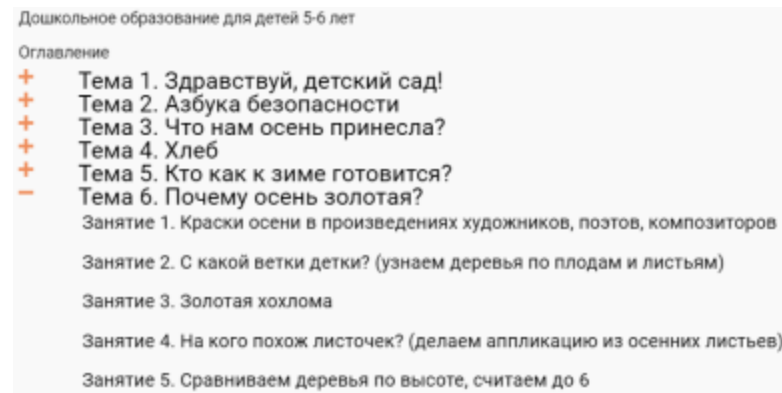 Дошкольное образование для детей 5-6 лет
Оглавление
+ Тема 1. Здравствуй, детский сад!
+ Тема 2. Азбука безопасности
+ Тема 3. Что нам осень принесла?
+ Тема 4. Хлеб
+ Тема 5. Кто как к зиме готовится?
− Тема 6. Почему осень золотая?
Занятие 1. Краски осени в произведениях художников, поэтов, композиторов
Занятие 2. С какой ветки детки? (узнаем деревья по плодам и листьям)
Занятие 3. Золотая хохлома
Занятие 4. На кого похож листочек? (делаем аппликацию из осенних листьев)
Занятие 5. Сравниваем деревья по высоте, считаем до 6